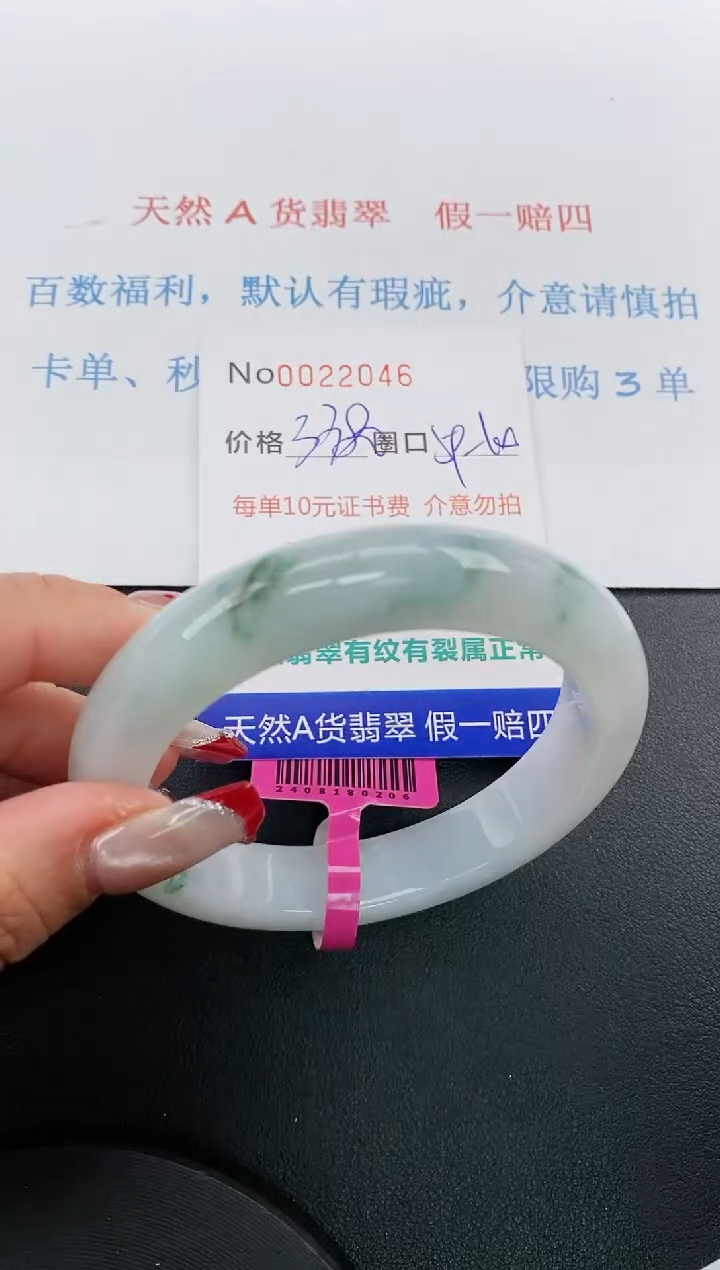 天然A货翡翠 假一赔四
百数福利，默认有瑕疵，介意请慎拍
卡单、秒
限购3单
No0022046
价格 338 圈口
每单10元证书费 介意勿拍
翡翠有纹有裂属正常
天然A货翡翠 假一赔四
2408180206